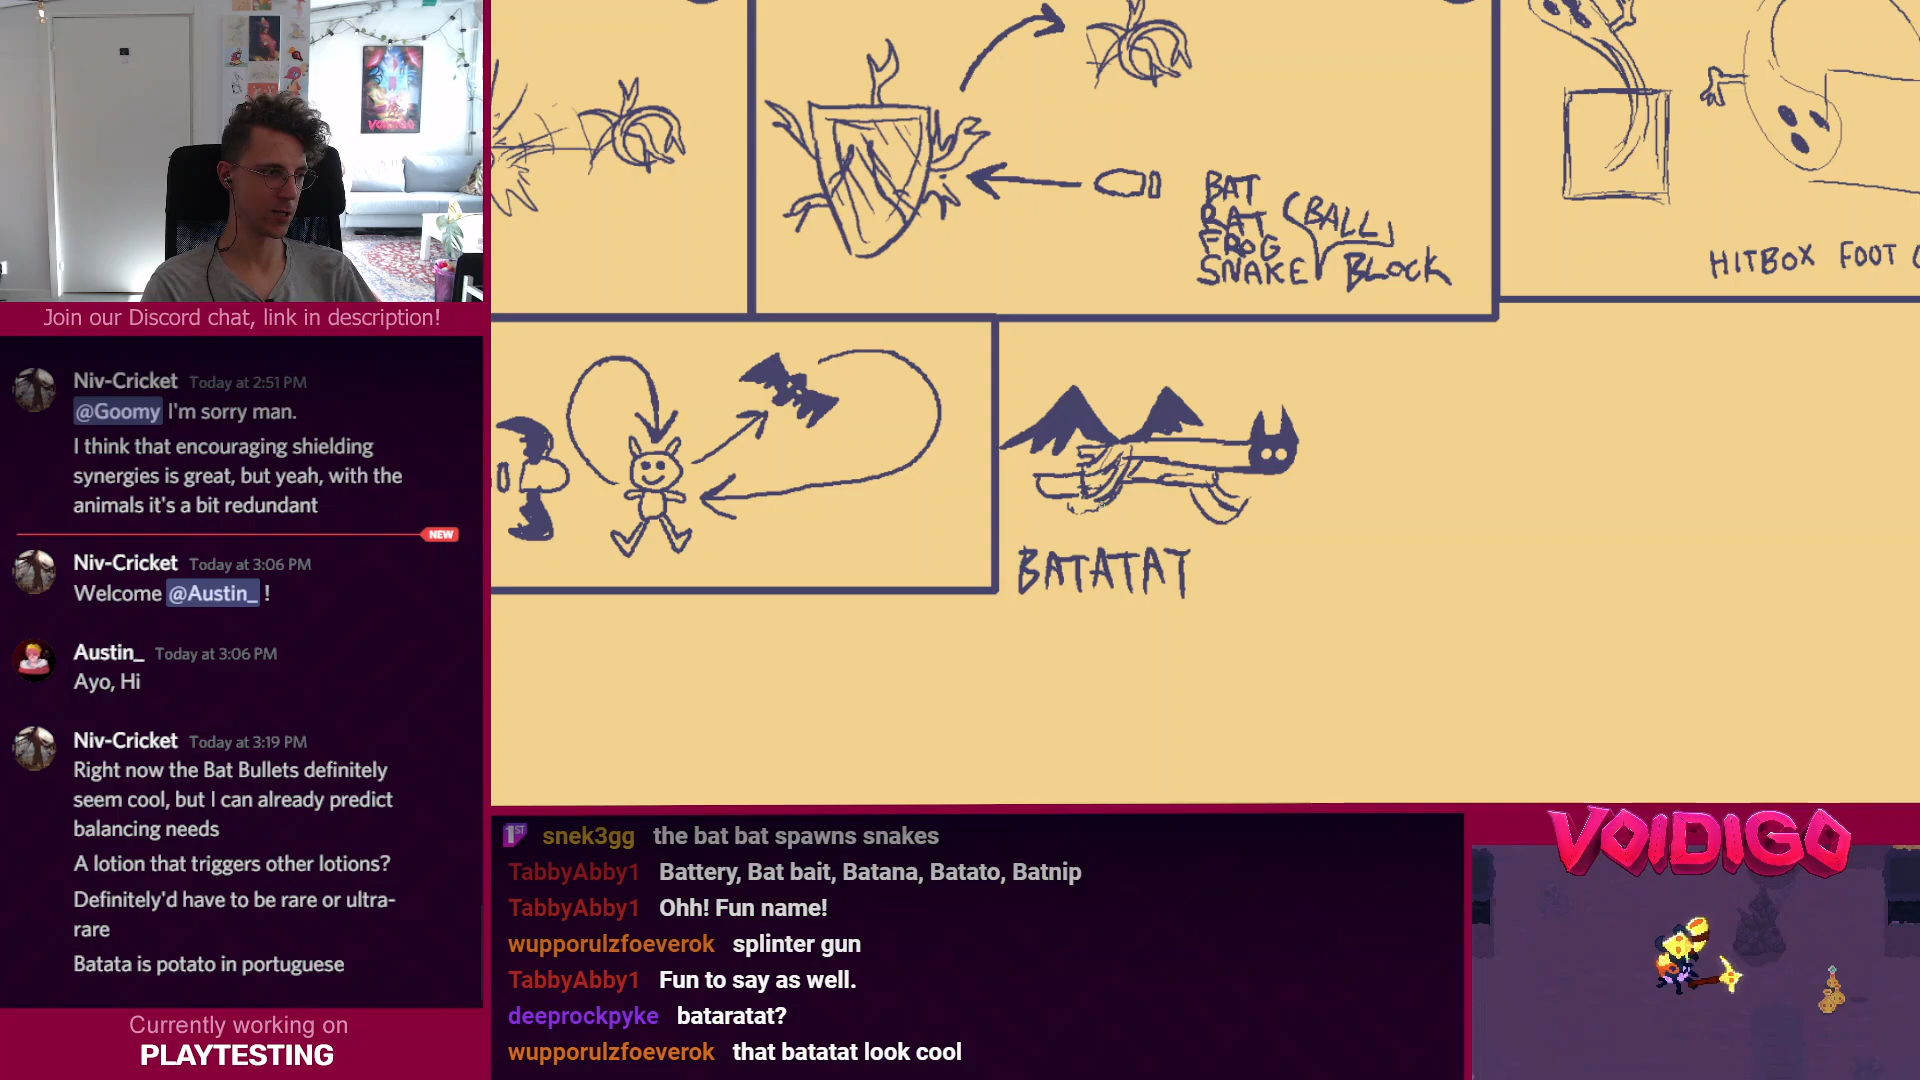 VOIDIGO
Join our Discord chat, link in description!
Niv-Cricket Today at 2:51 PM
@Goomy I'm sorry man.
I think that encouraging shielding
synergies is great, but yeah, with the
animals it's a bit redundant
NEW
Niv-Cricket Today at 3:06 PM
Welcome @Austin_ !
Austin_ Today at 3:06 PM
Ayo, Hi
Niv-Cricket Today at 3:19 PM
Right now the Bat Bullets definitely
seem cool, but I can already predict
balancing needs
A lotion that triggers other lotions?
Definitely'd have to be rare or ultra-
rare
Batata is potato in portuguese
Currently working on
PLAYTESTING
BAT
RAT
FROG
SNAKE
(BALL)
BLOCK
HITBOX FOOT
BATATAT
1ST snek3gg the bat bat spawns snakes
TabbyAbby1 Battery, Bat bait, Batana, Batato, Batnip
TabbyAbby1 Ohh! Fun name!
wupporulzfoeverok splinter gun
TabbyAbby1 Fun to say as well.
deeprockpyke bataratat?
wupporulzfoeverok that batatat look cool
VOIDIGO